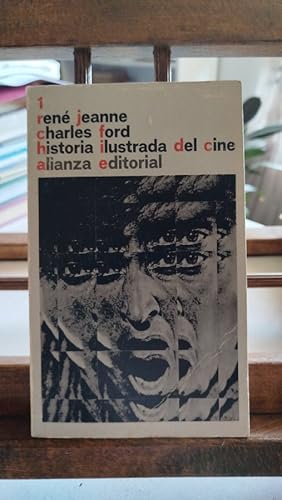 1
rené jeanne
charles ford
historia ilustrada del cine
alianza editorial